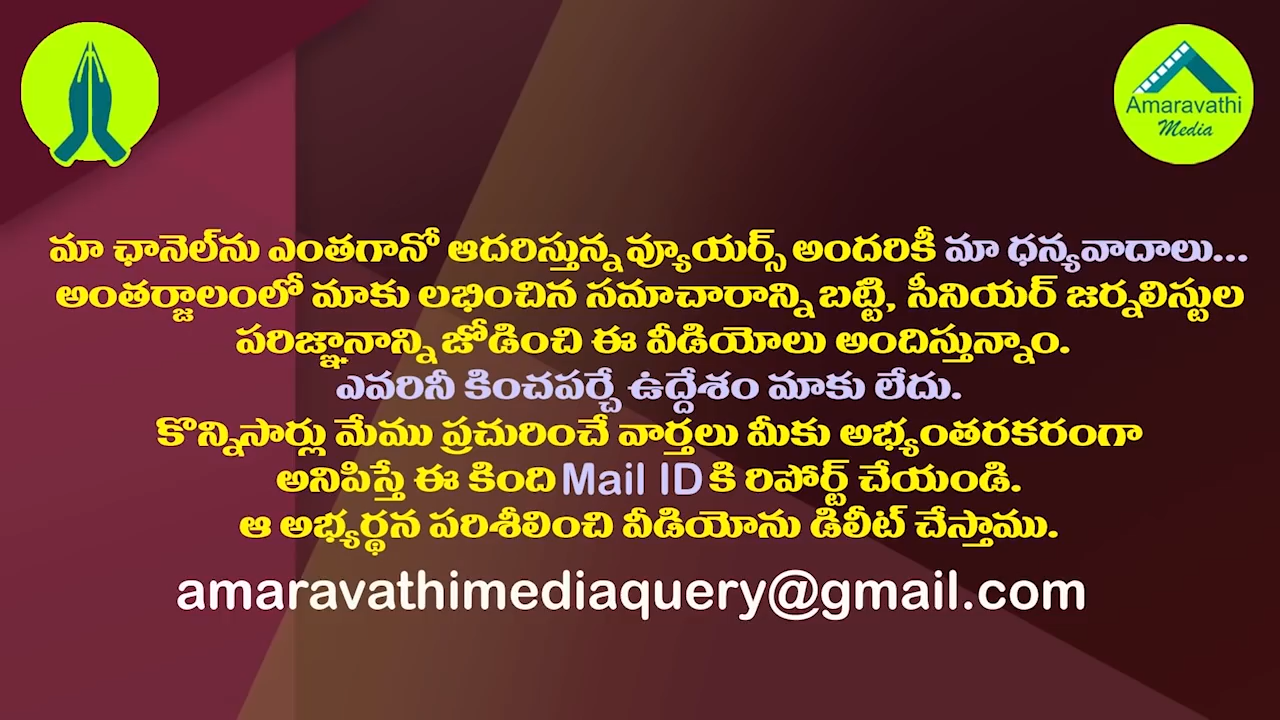 Amaravathi
Media
మా ఛానెల్‌ను ఎంతగానో ఆదరిస్తున్న వ్యూయర్స్ అందరికీ మా ధన్యవాదాలు...
అంతర్జాలంలో మాకు లభించిన సమాచారాన్ని బట్టి, సీనియర్ జర్నలిస్టుల
పరిజ్ఞానాన్ని జోడించి ఈ వీడియోలు అందిస్తున్నాం.
ఎవరినీ కించపర్చే ఉద్దేశం మాకు లేదు.
కొన్నిసార్లు మేము ప్రచురించే వార్తలు మీకు అభ్యంతరకరంగా
అనిపిస్తే ఈ కింది Mail ID కి రిపోర్ట్ చేయండి.
ఆ అభ్యర్థన పరిశీలించి వీడియోను డిలీట్ చేస్తాము.
amaravathimediaquery@gmail.com